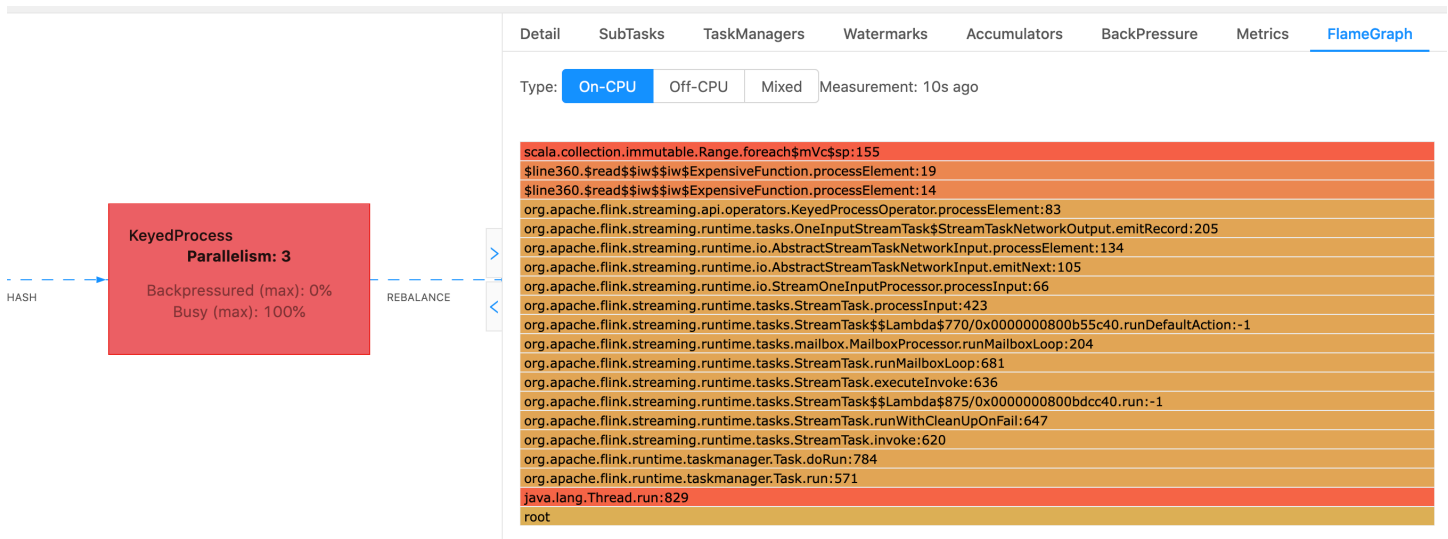 Detail SubTasks TaskManagers Watermarks Accumulators BackPressure Metrics FlameGraph
Type: On-CPU Off-CPU Mixed Measurement: 10s ago
scala.collection.immutable.Range.foreach$mVc$sp:155
$line360.$read$$iw$$iw$ExpensiveFunction.processElement:19
$line360.$read$$iw$$iw$ExpensiveFunction.processElement:14
org.apache.flink.streaming.api.operators.KeyedProcessOperator.processElement:83
org.apache.flink.streaming.runtime.tasks.OneInputStreamTask$StreamTaskNetworkOutput.emitRecord:205
org.apache.flink.streaming.runtime.io.AbstractStreamTaskNetworkInput.processElement:134
org.apache.flink.streaming.runtime.io.AbstractStreamTaskNetworkInput.emitNext:105
org.apache.flink.streaming.runtime.io.StreamOneInputProcessor.processInput:66
org.apache.flink.streaming.runtime.tasks.StreamTask.processInput:423
org.apache.flink.streaming.runtime.tasks.StreamTask$$Lambda$770/0x0000000800b55c40.runDefaultAction:-1
org.apache.flink.streaming.runtime.tasks.mailbox.MailboxProcessor.runMailboxLoop:204
org.apache.flink.streaming.runtime.tasks.StreamTask.runMailboxLoop:681
org.apache.flink.streaming.runtime.tasks.StreamTask.executeInvoke:636
org.apache.flink.streaming.runtime.tasks.StreamTask$$Lambda$875/0x0000000800bdcc40.run:-1
org.apache.flink.streaming.runtime.tasks.StreamTask.runWithCleanUpOnFail:647
org.apache.flink.streaming.runtime.tasks.StreamTask.invoke:620
org.apache.flink.runtime.taskmanager.Task.doRun:784
org.apache.flink.runtime.taskmanager.Task.run:571
java.lang.Thread.run:829
root
KeyedProcess
Parallelism: 3
Backpressured (max): 0%
Busy (max): 100%
HASH
REBALANCE